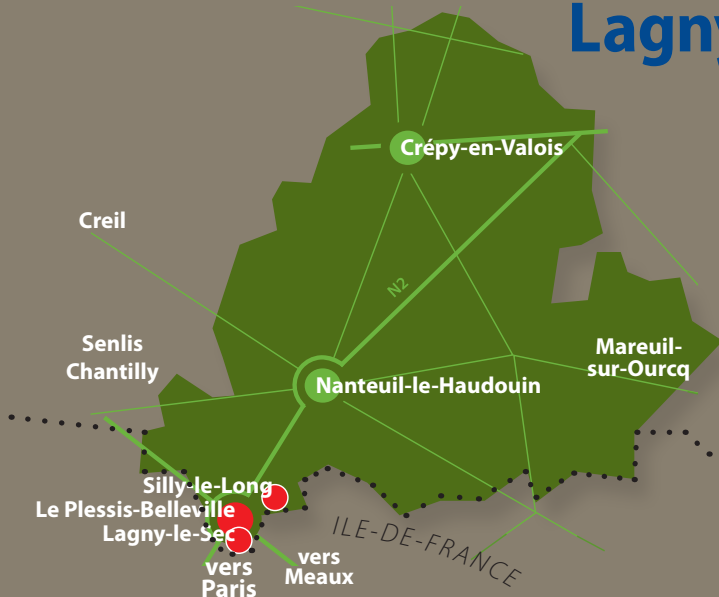 Lagny
Crépy-en-Valois
Creil
N2
Senlis
Chantilly
Mareuil-
sur-Ourcq
Nanteuil-le-Haudouin
Silly-le-Long
Le Plessis-Belleville
Lagny-le-Sec
ILE-DE-FRANCE
vers
Paris
vers
Meaux